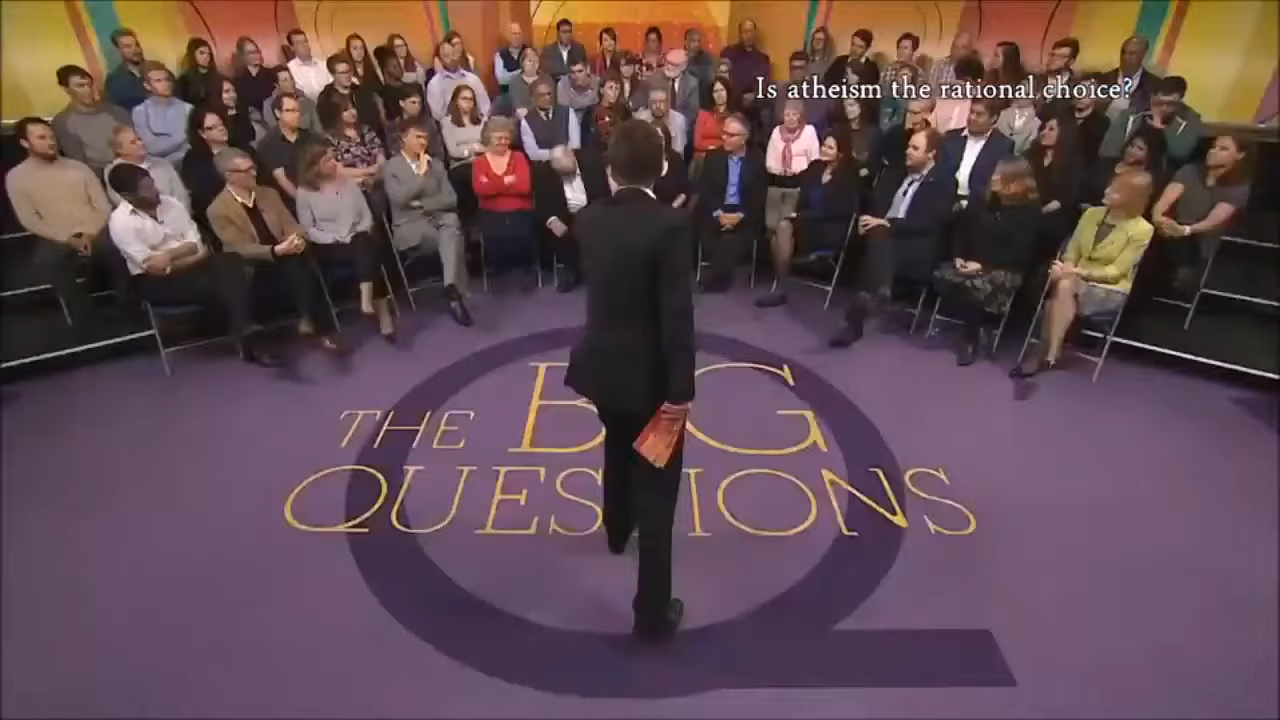 Is atheism the rational choice?
THE BIG
QUESTIONS